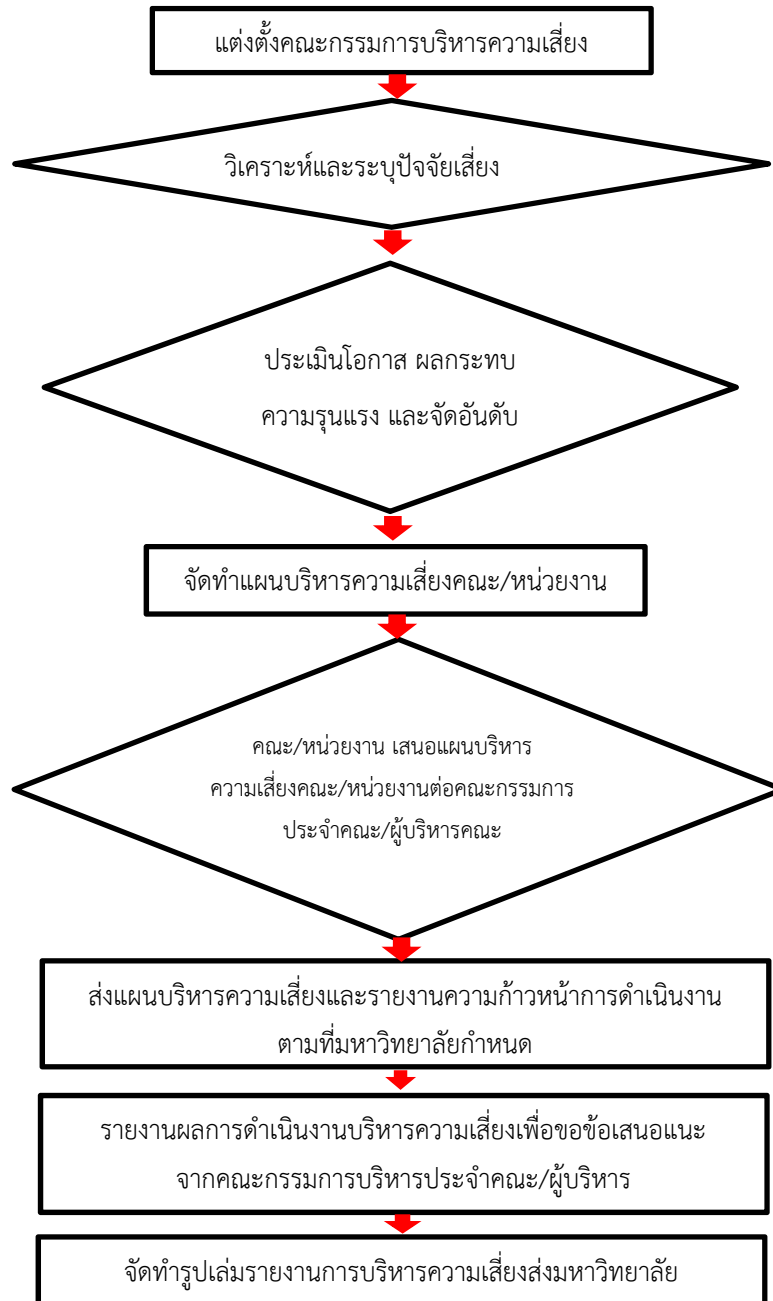 แต่งตั้งคณะกรรมการบริหารความเสี่ยง
วิเคราะห์และระบุปัจจัยเสี่ยง
ประเมินโอกาส ผลกระทบ
ความรุนแรง และจัดอันดับ
จัดทำแผนบริหารความเสี่ยงคณะ/หน่วยงาน
คณะ/หน่วยงาน เสนอแผนบริหาร
ความเสี่ยงคณะ/หน่วยงานต่อคณะกรรมการ
ประจำคณะ/ผู้บริหารคณะ
ส่งแผนบริหารความเสี่ยงและรายงานความก้าวหน้าการดำเนินงาน
ตามที่มหาวิทยาลัยกำหนด
รายงานผลการดำเนินงานบริหารความเสี่ยงเพื่อขอข้อเสนอแนะ
จากคณะกรรมการบริหารประจำคณะ/ผู้บริหาร
จัดทำรูปเล่มรายงานการบริหารความเสี่ยงส่งมหาวิทยาลัย